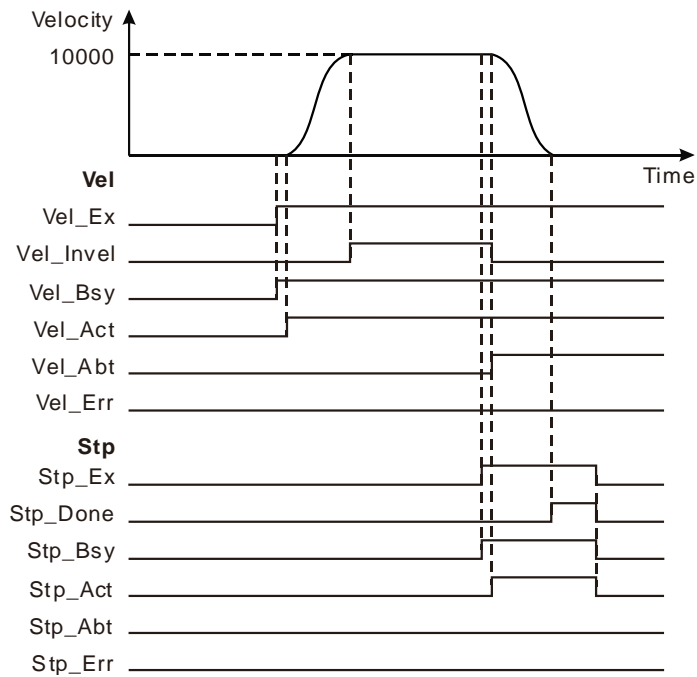 Velocity
10000
Time
Vel
Vel_Ex
Vel_Invel
Vel_Bsy
Vel_Act
Vel_Abt
Vel_Err
Stp
Stp_Ex
Stp_Done
Stp_Bsy
Stp_Act
Stp_Abt
Stp_Err